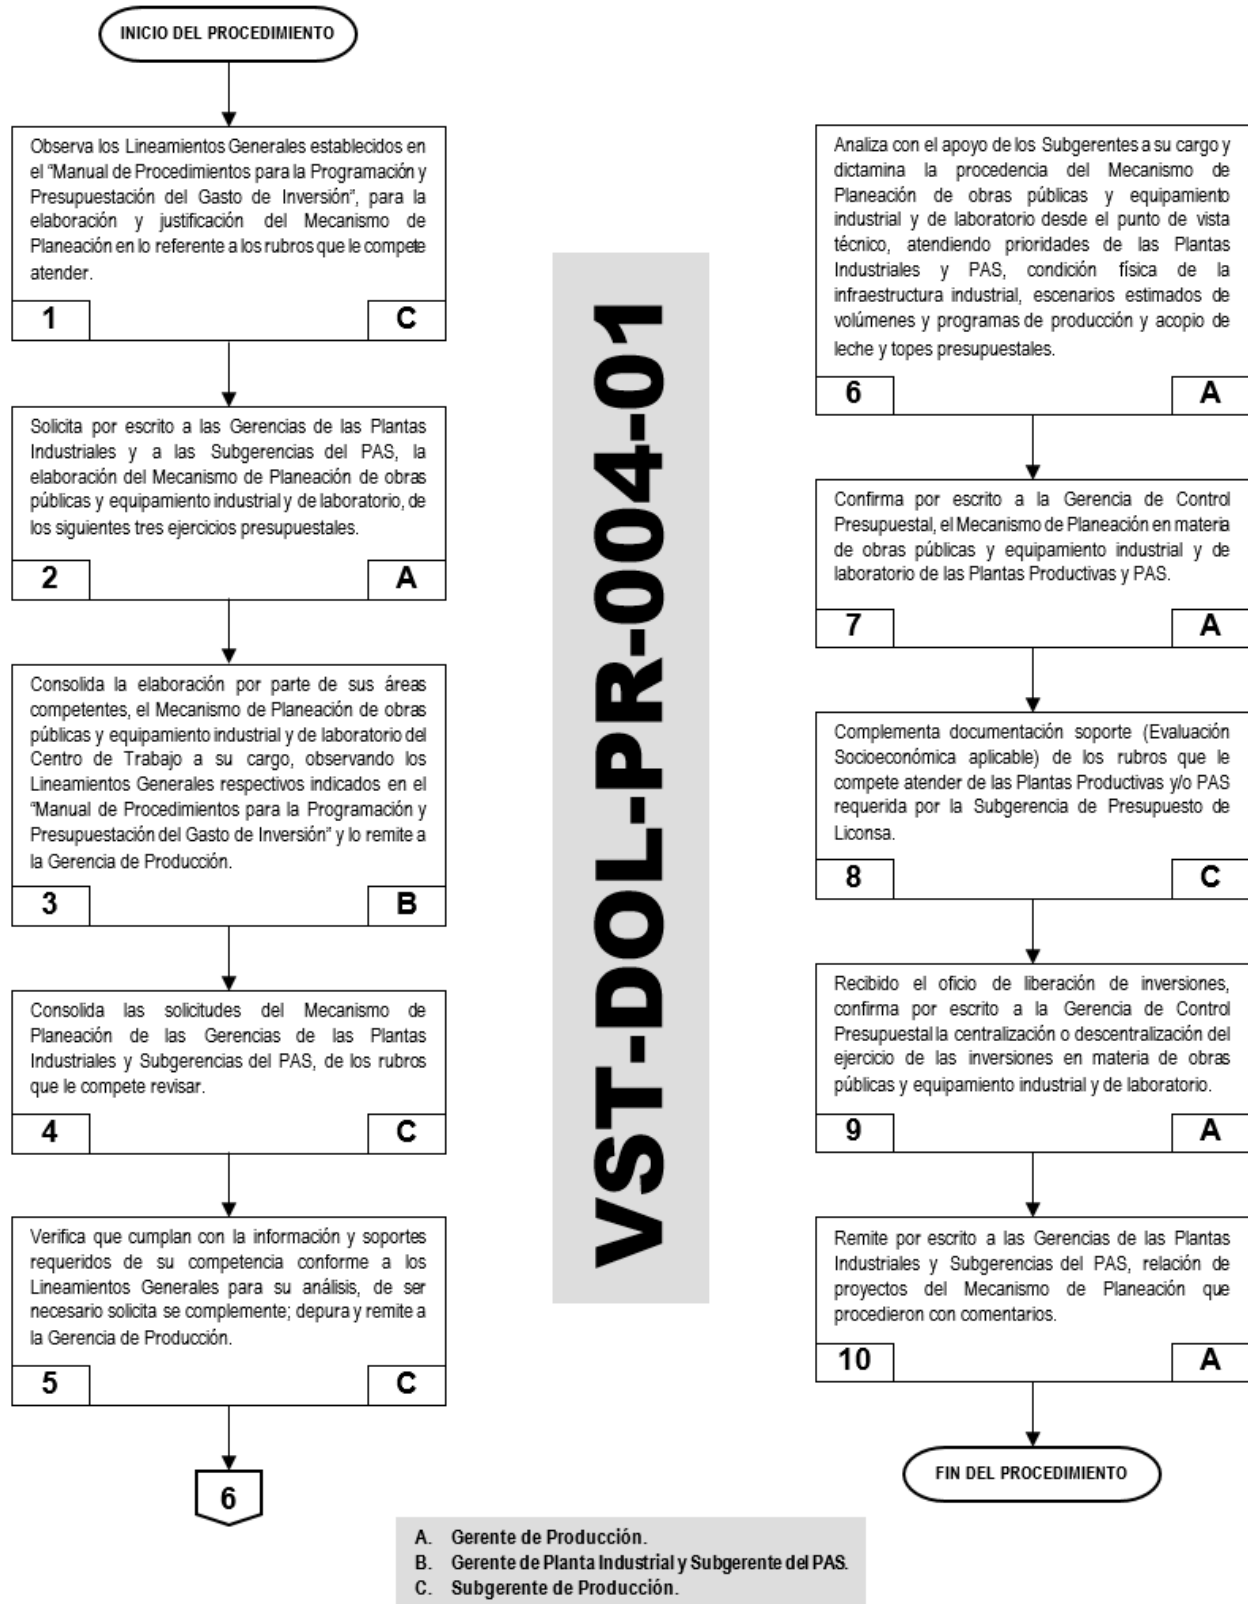 INICIO DEL PROCEDIMIENTO
Observa los Lineamientos Generales establecidos en
el “Manual de Procedimientos para la Programación y
Presupuestación del Gasto de Inversión”, para la
elaboración y justificación del Mecanismo de
Planeación en lo referente a los rubros que le compete
atender.
1
C
Solicita por escrito a las Gerencias de las Plantas
Industriales y a las Subgerencias del PAS, la
elaboración del Mecanismo de Planeación de obras
públicas y equipamiento industrial y de laboratorio, de
los siguientes tres ejercicios presupuestales.
2
A
Consolida la elaboración por parte de sus áreas
competentes, el Mecanismo de Planeación de obras
públicas y equipamiento industrial y de laboratorio del
Centro de Trabajo a su cargo, observando los
Lineamientos Generales respectivos indicados en el
“Manual de Procedimientos para la Programación y
Presupuestación del Gasto de Inversión” y lo remite a
la Gerencia de Producción.
3
B
Consolida las solicitudes del Mecanismo de
Planeación de las Gerencias de las Plantas
Industriales y Subgerencias del PAS, de los rubros
que le compete revisar.
4
C
Verifica que cumplan con la información y soportes
requeridos de su competencia conforme a los
Lineamientos Generales para su análisis, de ser
necesario solicita se complemente; depura y remite a
la Gerencia de Producción.
5
C
6
VST-DOL-PR-004-01
Analiza con el apoyo de los Subgerentes a su cargo y
dictamina la procedencia del Mecanismo de
Planeación de obras públicas y equipamiento
industrial y de laboratorio desde el punto de vista
técnico, atendiendo prioridades de las Plantas
Industriales y PAS, condición física de la
infraestructura industrial, escenarios estimados de
volúmenes y programas de producción y acopio de
leche y topes presupuestales.
6
A
Confirma por escrito a la Gerencia de Control
Presupuestal, el Mecanismo de Planeación en materia
de obras públicas y equipamiento industrial y de
laboratorio de las Plantas Productivas y PAS.
7
A
Complementa documentación soporte (Evaluación
Socioeconómica aplicable) de los rubros que le
compete atender de las Plantas Productivas y/o PAS
requerida por la Subgerencia de Presupuesto de
Liconsa.
8
C
Recibido el oficio de liberación de inversiones,
confirma por escrito a la Gerencia de Control
Presupuestal la centralización o descentralización del
ejercicio de las inversiones en materia de obras
públicas y equipamiento industrial y de laboratorio.
9
A
Remite por escrito a las Gerencias de las Plantas
Industriales y Subgerencias del PAS, relación de
proyectos del Mecanismo de Planeación que
procedieron con comentarios.
10
A
FIN DEL PROCEDIMIENTO
A. Gerente de Producción.
B. Gerente de Planta Industrial y Subgerente del PAS.
C. Subgerente de Producción.